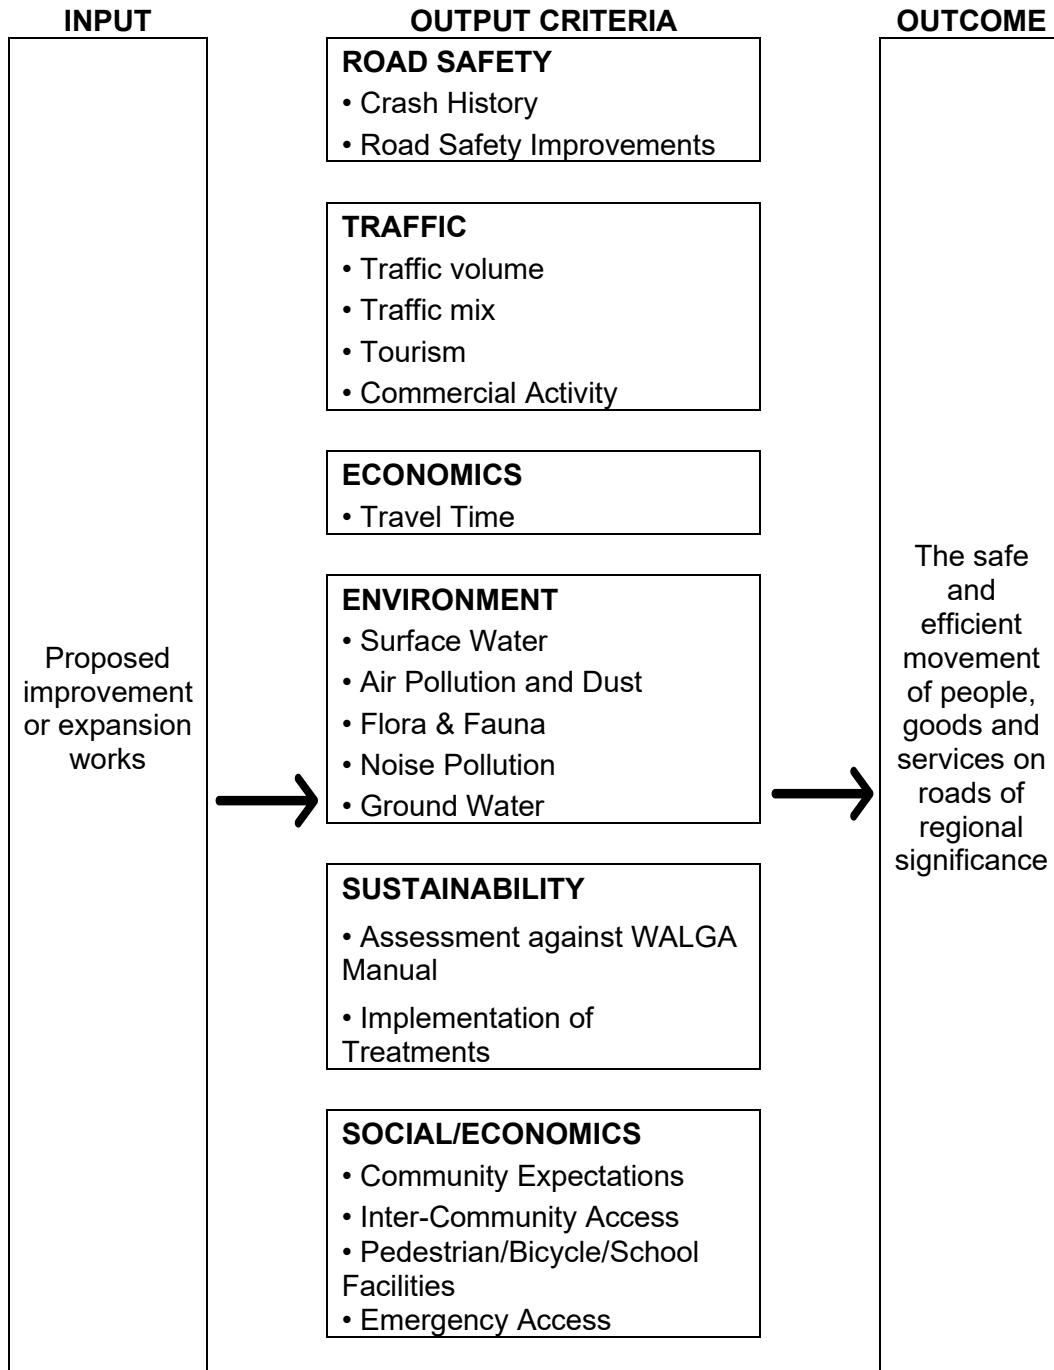 INPUT
OUTPUT CRITERIA
OUTCOME
Proposed
improvement
or expansion
works
ROAD SAFETY
• Crash History
• Road Safety Improvements
TRAFFIC
• Traffic volume
• Traffic mix
• Tourism
• Commercial Activity
ECONOMICS
• Travel Time
ENVIRONMENT
• Surface Water
• Air Pollution and Dust
• Flora & Fauna
• Noise Pollution
• Ground Water
SUSTAINABILITY
• Assessment against WALGA
Manual
• Implementation of
Treatments
SOCIAL/ECONOMICS
• Community Expectations
• Inter-Community Access
• Pedestrian/Bicycle/School
Facilities
• Emergency Access
The safe
and
efficient
movement
of people,
goods and
services on
roads of
regional
significance